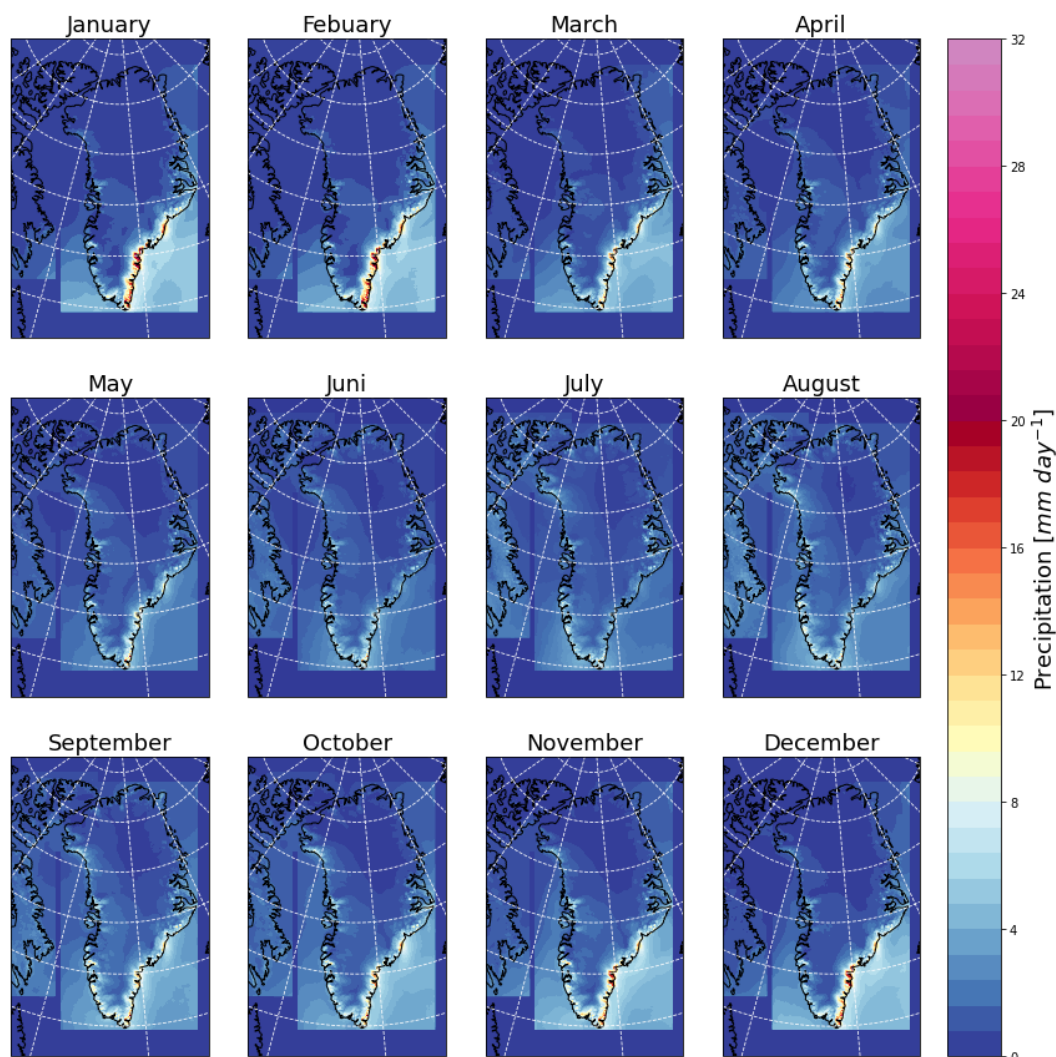 January
Febuary
March
April
May
Juni
July
August
September
October
November
December
32
28
24
20
16
12
8
4
0
Precipitation [mm day⁻¹]